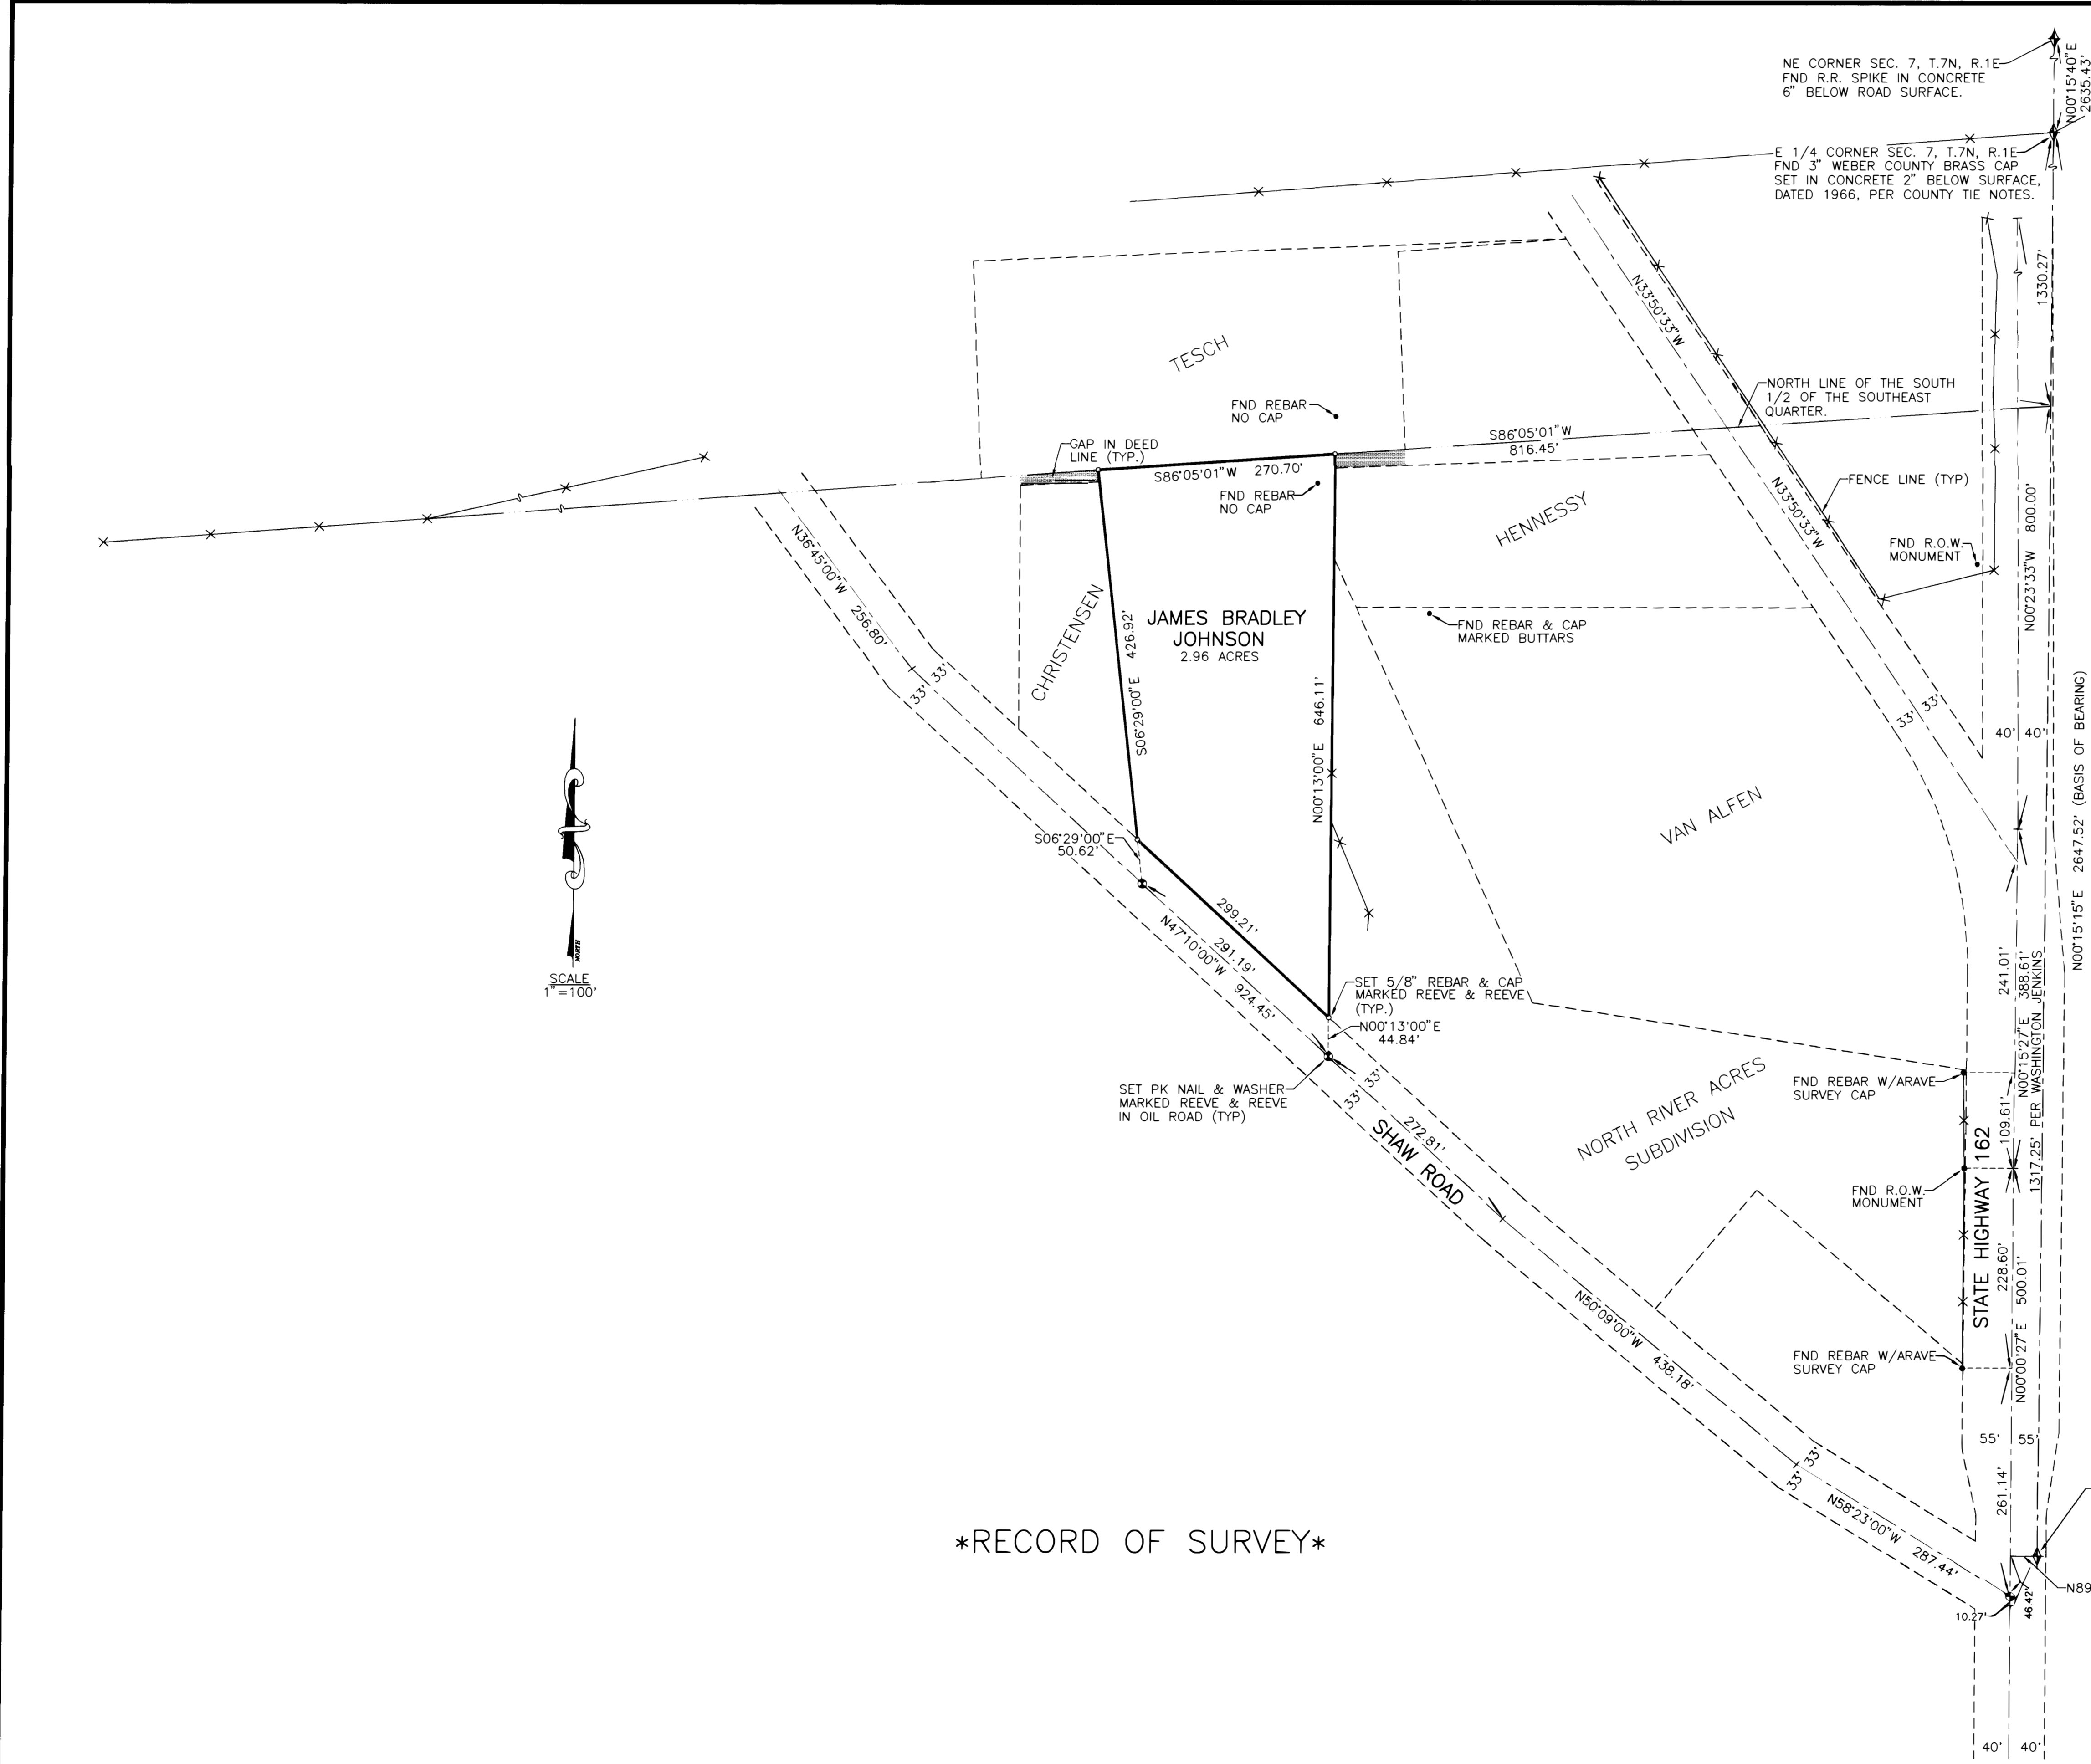 NE CORNER SEC. 7, T.7N, R.1E
FND R.R. SPIKE IN CONCRETE
6" BELOW ROAD SURFACE.
N00°15'40"E
2635.43'
E 1/4 CORNER SEC. 7, T.7N, R.1E
FND 3" WEBER COUNTY BRASS CAP
SET IN CONCRETE 2" BELOW SURFACE,
DATED 1966, PER COUNTY TIE NOTES.
1330.27'
N33°50'33"W
TESCH
FND REBAR
NO CAP
NORTH LINE OF THE SOUTH
1/2 OF THE SOUTHEAST
QUARTER.
GAP IN DEED
LINE (TYP.)
S86°05'01"W
816.45'
S86°05'01"W 270.70'
FND REBAR
NO CAP
FENCE LINE (TYP)
HENNESSY
N33°50'33"W
FND R.O.W.
MONUMENT
N00°23'33"W 800.00'
N36°45'00"W 256.80'
CHRISTENSEN
S06°29'00"E 426.92'
JAMES BRADLEY
JOHNSON
2.96 ACRES
FND REBAR & CAP
MARKED BUTTARS
33' 33'
N00°13'00"E 646.11'
33' 33'
40' 40'
N00°15'15"E 2647.52' (BASIS OF BEARING)
VAN ALFEN
S06°29'00"E
50.62'
299.21'
291.19'
N47°10'00"W 924.45'
SCALE
1"=100'
NORTH
SET 5/8" REBAR & CAP
MARKED REEVE & REEVE
(TYP.)
N00°13'00"E
44.84'
241.01'
N00°15'27"E 388.61'
1317.25' PER WASHINGTON JENKINS
SET PK NAIL & WASHER
MARKED REEVE & REEVE
IN OIL ROAD (TYP)
33' 33'
272.81'
SHAW ROAD
NORTH RIVER ACRES
SUBDIVISION
FND REBAR W/ARAVE
SURVEY CAP
109.61'
FND R.O.W.
MONUMENT
STATE HIGHWAY 162
228.60'
N00°00'27"E 500.01'
N50°09'00"W 438.18'
FND REBAR W/ARAVE
SURVEY CAP
55' 55'
33' 33'
261.14'
N58°23'00"W 287.44'
*RECORD OF SURVEY*
N89
10.27'
46.42'
40' 40'